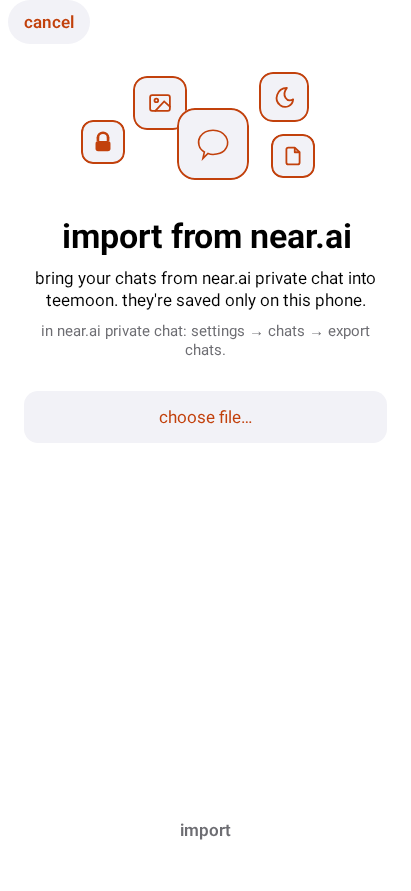 cancel
import from near.ai
bring your chats from near.ai private chat into
teemoon. they're saved only on this phone.
in near.ai private chat: settings → chats → export
chats.
choose file…
import